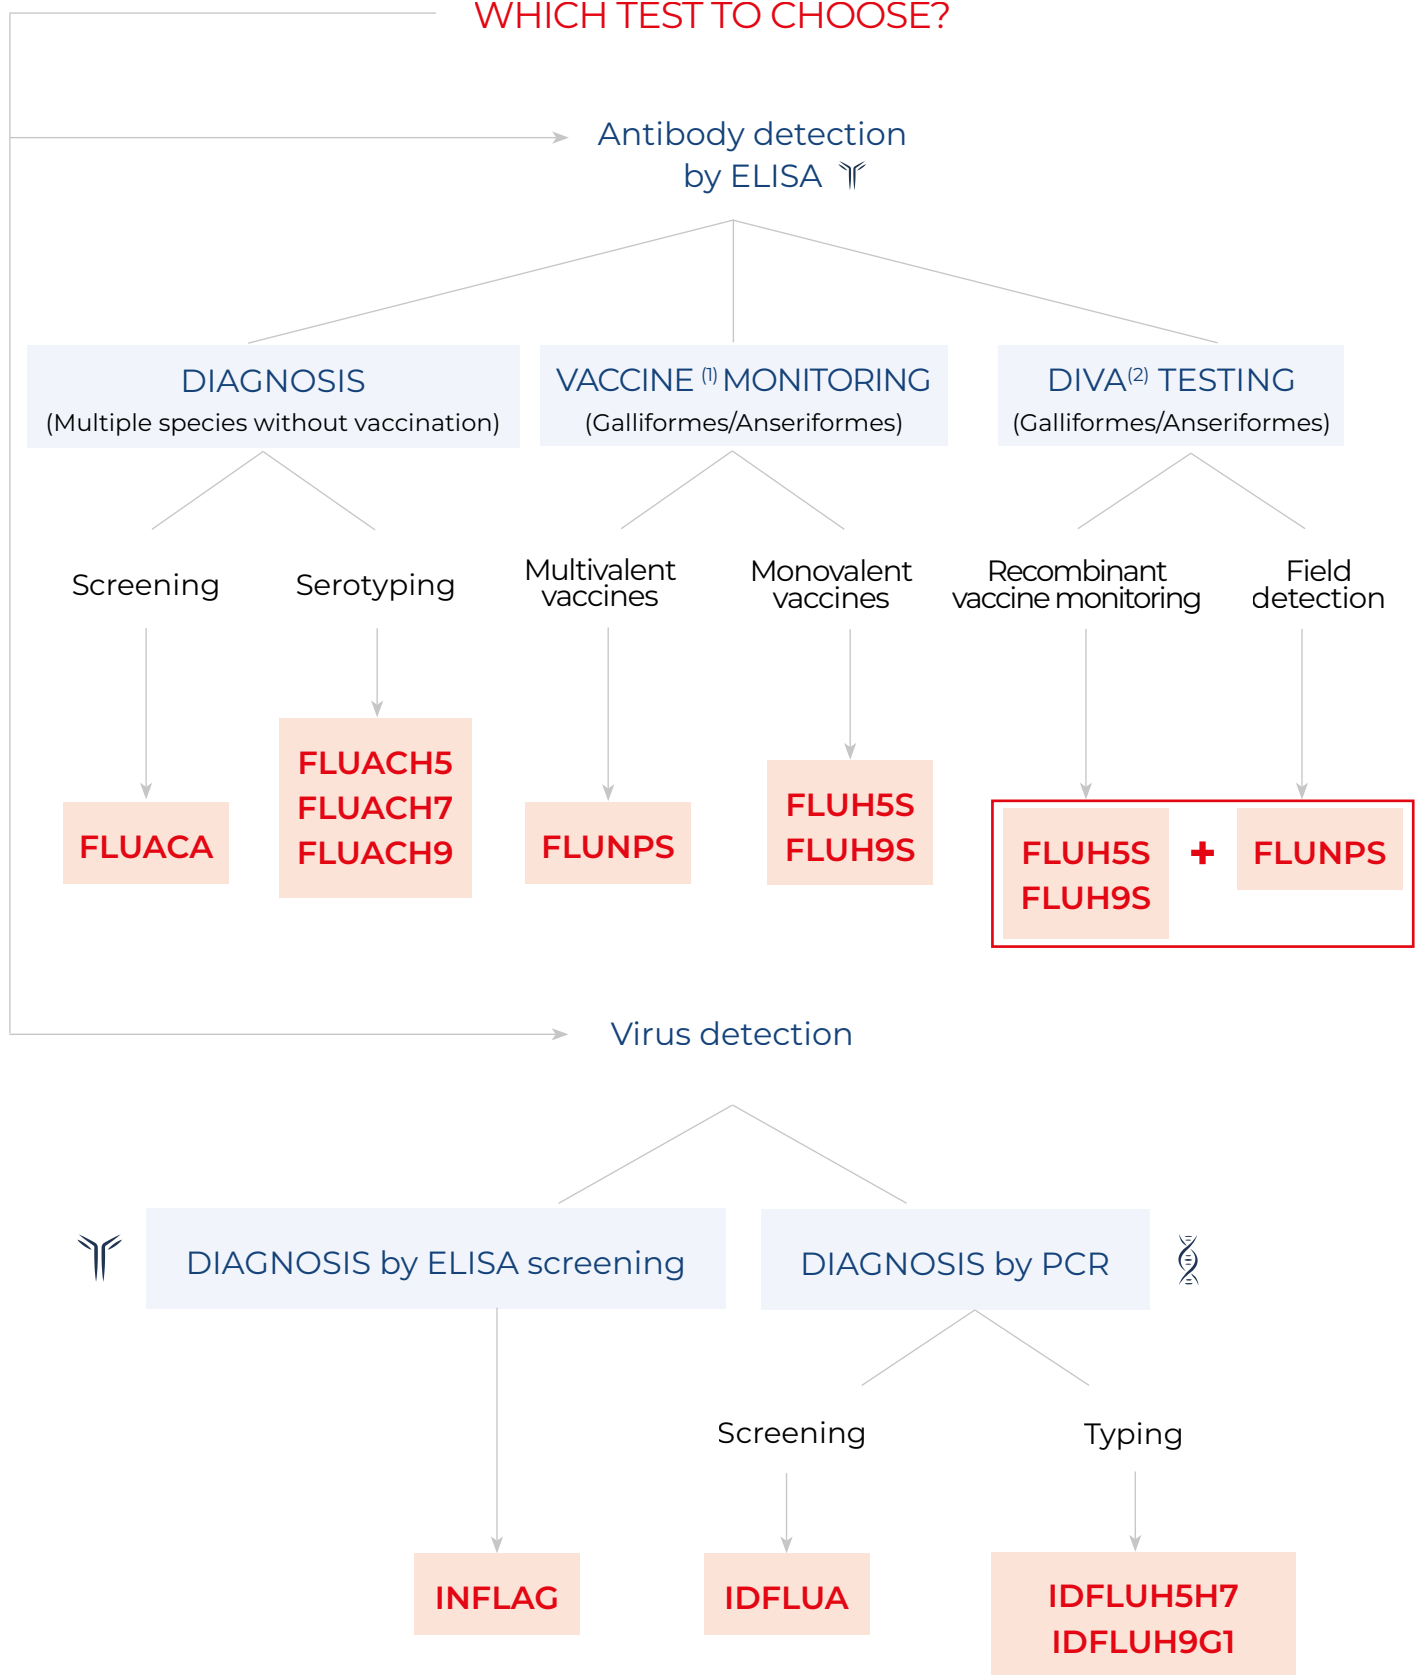 WHICH TEST TO CHOOSE?
Antibody detection
by ELISA
DIAGNOSIS
(Multiple species without vaccination)
VACCINE (1) MONITORING
(Galliformes/Anseriformes)
DIVA(2) TESTING
(Galliformes/Anseriformes)
Screening
Serotyping
Multivalent
vaccines
Monovalent
vaccines
Recombinant
vaccine monitoring
Field
detection
FLUACA
FLUACH5
FLUACH7
FLUACH9
FLUNPS
FLUH5S
FLUH9S
FLUH5S
FLUH9S
+
FLUNPS
Virus detection
DIAGNOSIS by ELISA screening
DIAGNOSIS by PCR
Screening
Typing
INFLAG
IDFLUA
IDFLUH5H7
IDFLUH9G1